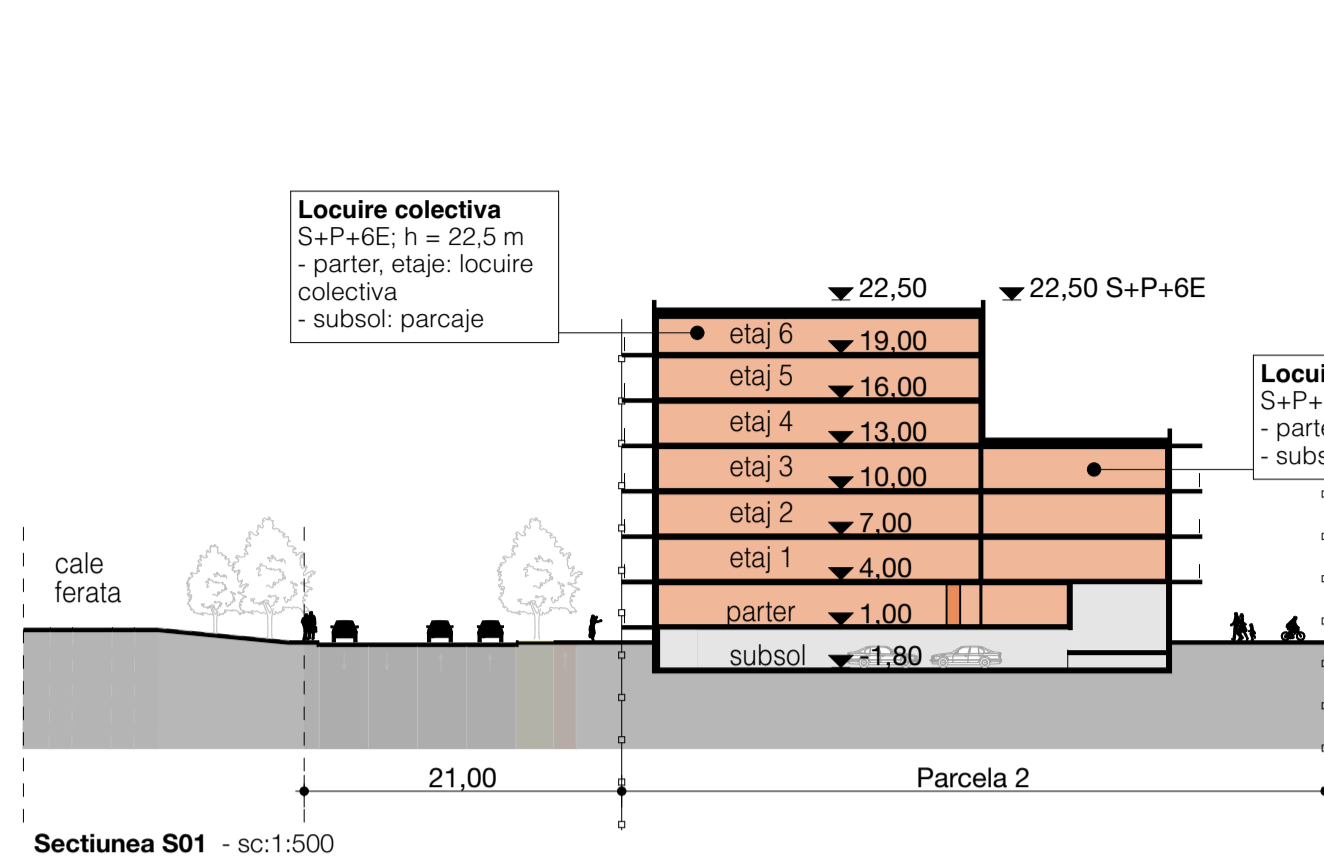 Locuire colectiva
S+P+6E; h = 22,5 m
- parter, etaje: locuire
colectiva
- subsol: parcaje
22,50
22,50 S+P+6E
etaj 6 19,00
etaj 5 16,00
etaj 4 13,00
etaj 3 10,00
etaj 2 7,00
etaj 1 4,00
parter 1,00
subsol -1,80
Locui
S+P+
- parte
- subs
cale
ferata
21,00
Parcela 2
Sectiunea S01 - sc:1:500